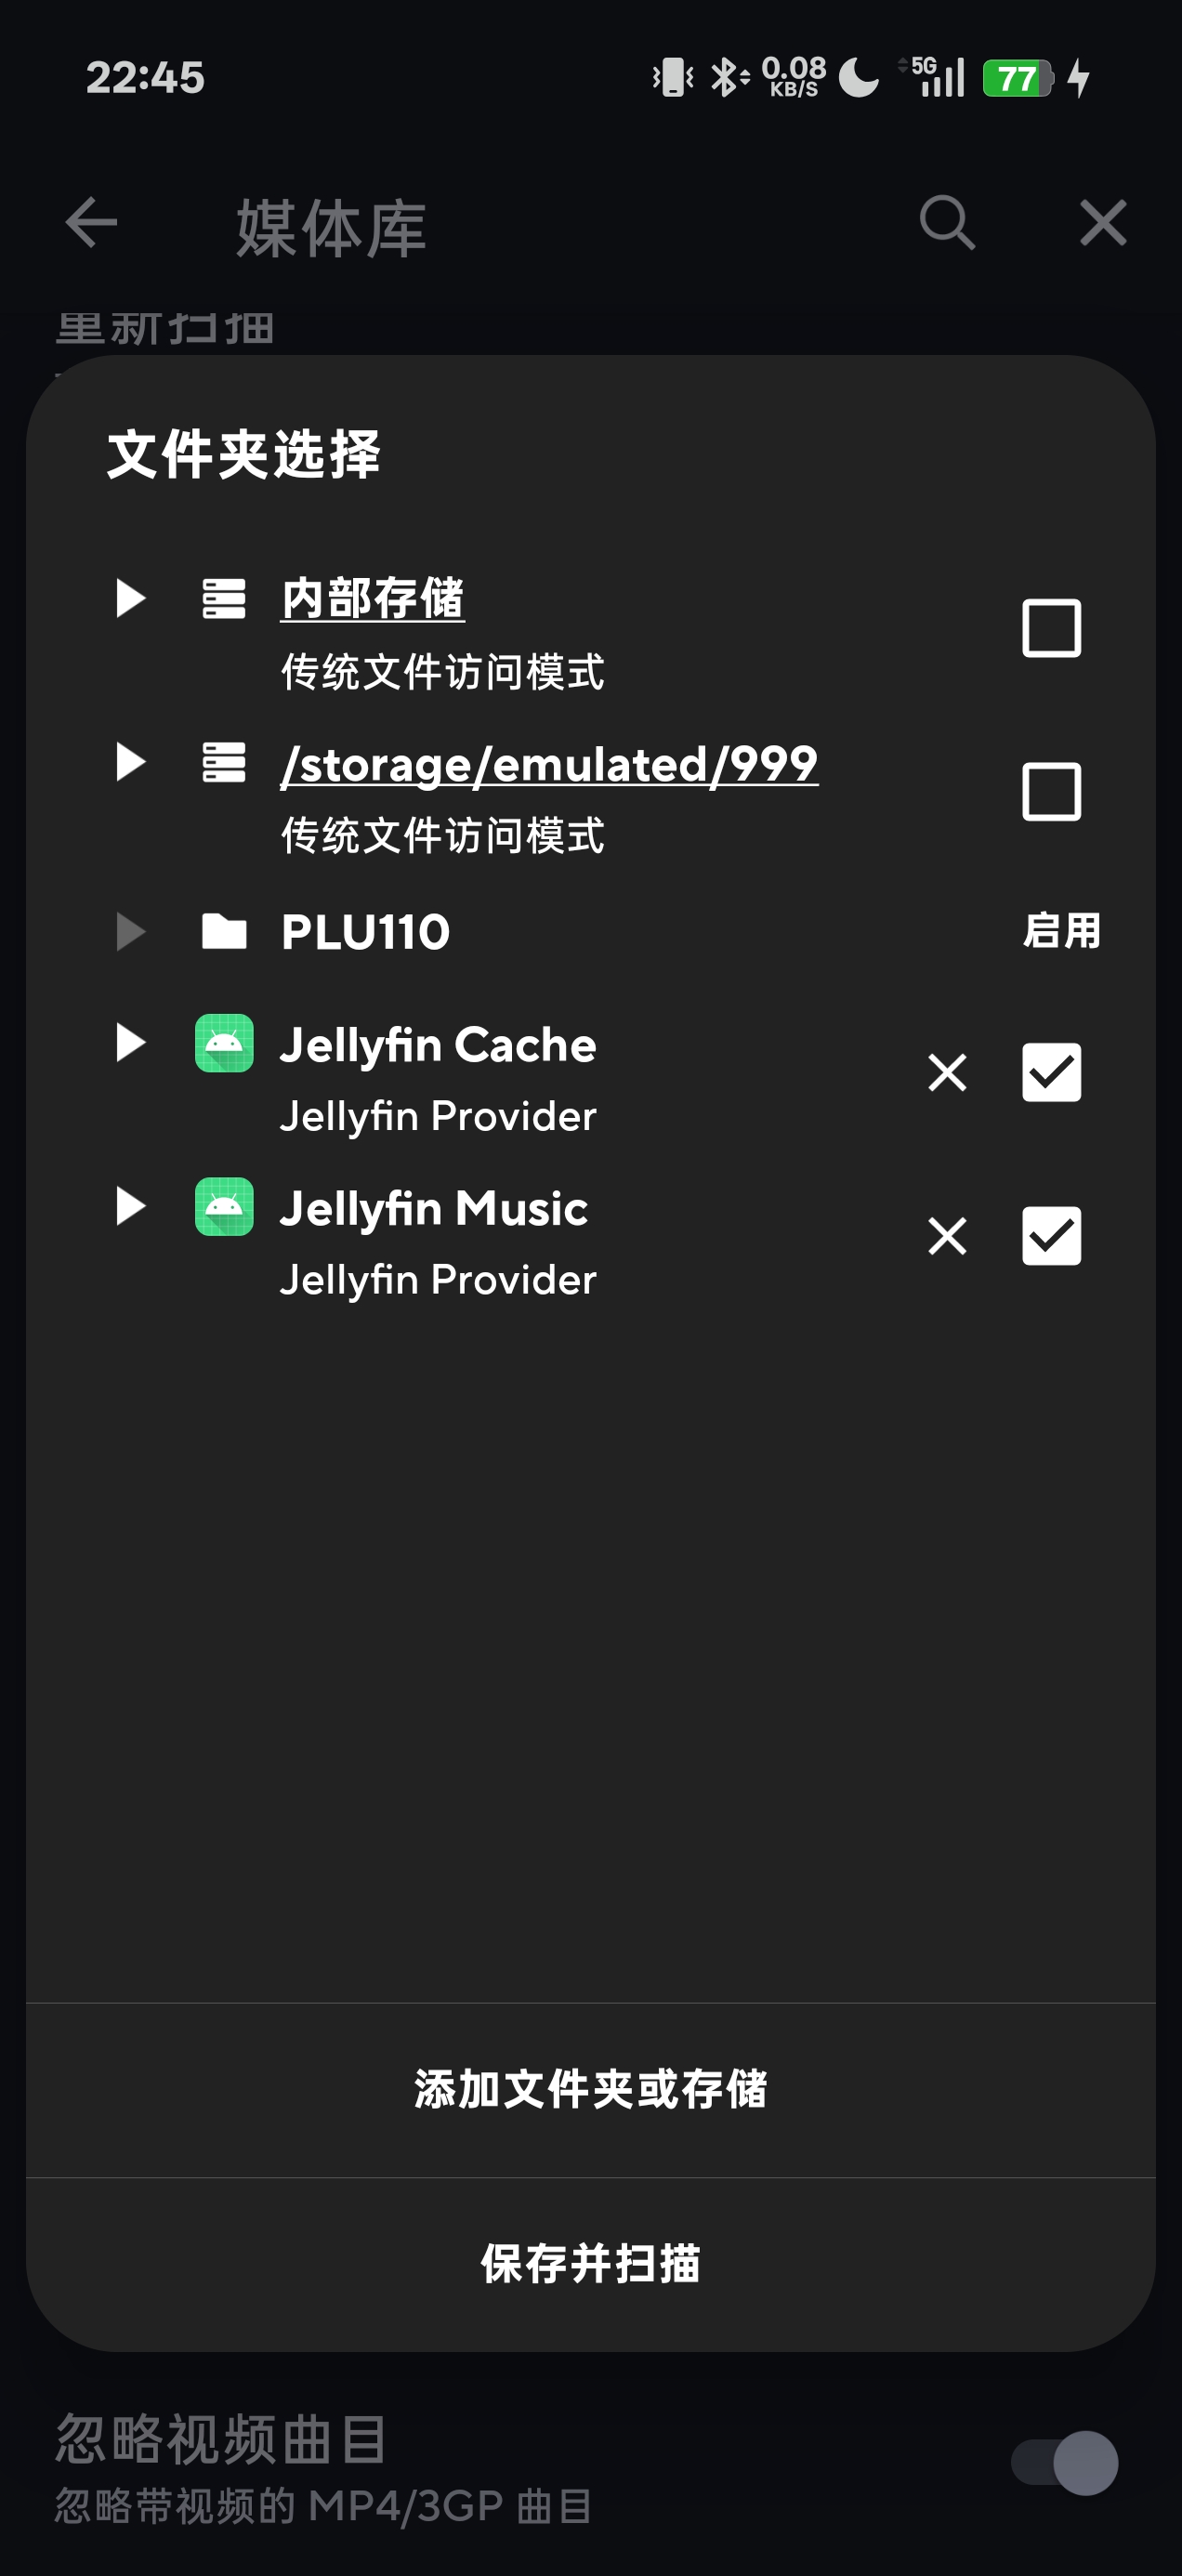 22:45
0.08
KB/S
5G
77
媒体库
重新扫描
文件夹选择
内部存储
传统文件访问模式
/storage/emulated/999
传统文件访问模式
PLU110
启用
Jellyfin Cache
Jellyfin Provider
Jellyfin Music
Jellyfin Provider
添加文件夹或存储
保存并扫描
忽略视频曲目
忽略带视频的 MP4/3GP 曲目